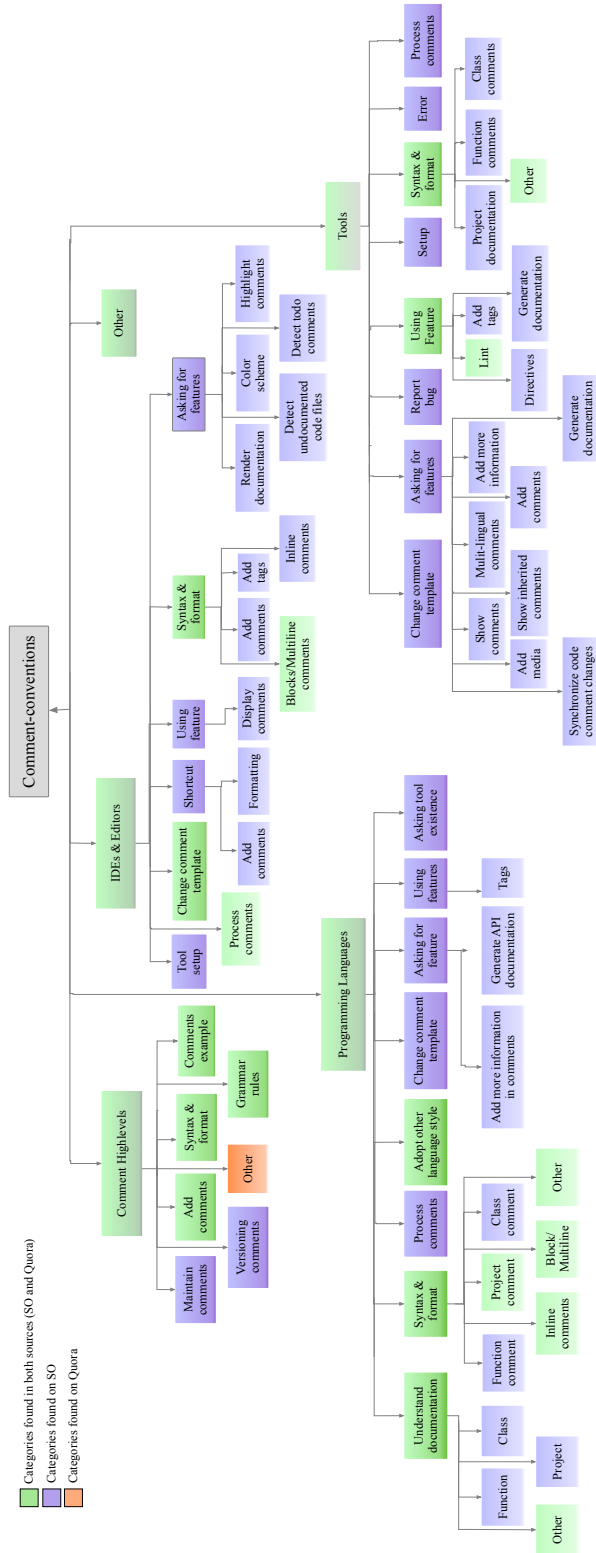 Categories found in both sources (SO and Quora)
Categories found on SO
Categories found on Quora
Comment-conventions
Comment Highlevels
IDEs & Editors
Other
Programming Languages
Tools
Maintain
comments
Versioning
comments
Add
comments
Other
Syntax &
format
Grammar
rules
Comments
example
Tool
setup
Process
comments
Change comment
template
Shortcut
Add
comments
Formatting
Using
feature
Display
comments
Syntax &
format
Blocks/Multiline
comments
Add
comments
Add
tags
Inline
comments
Asking for
features
Render
documentation
Detect
undocumented
code files
Color
scheme
Detect todo
comments
Highlight
comments
Understand
documentation
Other
Function
Project
Class
Syntax &
format
Function
comment
Inline
comments
Project
comment
Block/
Multiline
Class
comment
Other
Process
comments
Adopt other
language style
Change comment
template
Asking for
feature
Add more information
in comments
Generate API
documentation
Using
features
Tags
Asking tool
existence
Change comment
template
Asking for
features
Synchronize code
comment changes
Add
media
Show
comments
Show inherited
comments
Mulit-lingual
comments
Add
comments
Add more
information
Generate
documentation
Report
bug
Using
Feature
Directives
Lint
Add
tags
Generate
documentation
Setup
Syntax &
format
Project
documentation
Other
Function
comments
Class
comments
Error
Process
comments